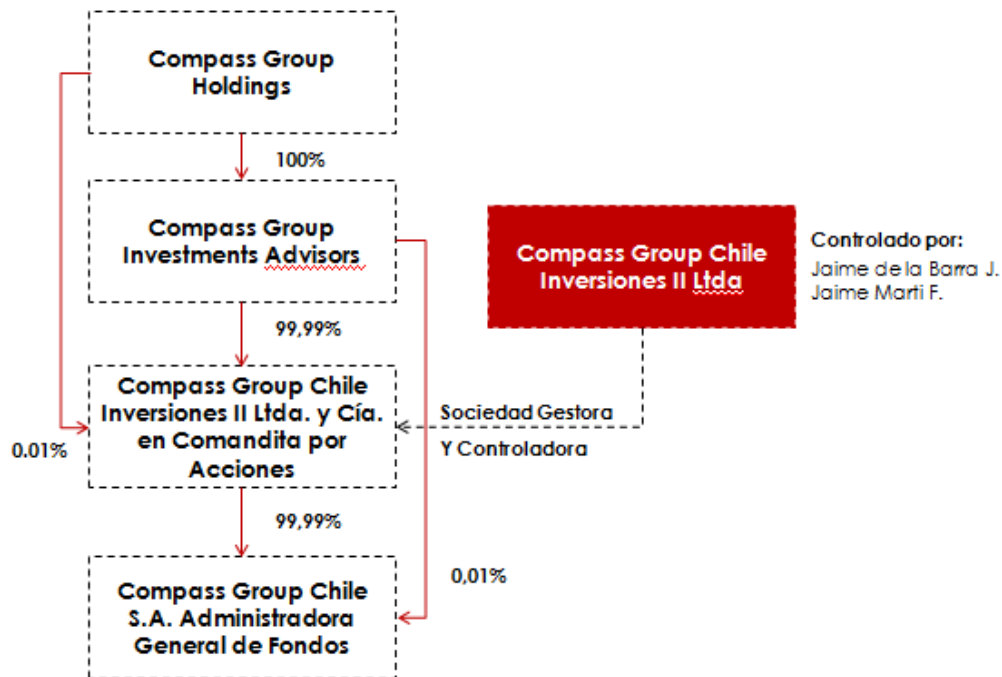 Compass Group
Holdings
100%
Compass Group
Investments Advisors
Compass Group Chile
Inversiones II Ltda
Controlado por:
Jaime de la Barra J.
Jaime Marti F.
99,99%
Compass Group Chile
Inversiones II Ltda. y Cía.
en Comandita por
Acciones
Sociedad Gestora
Y Controladora
0.01%
99,99%
0,01%
Compass Group Chile
S.A. Administradora
General de Fondos